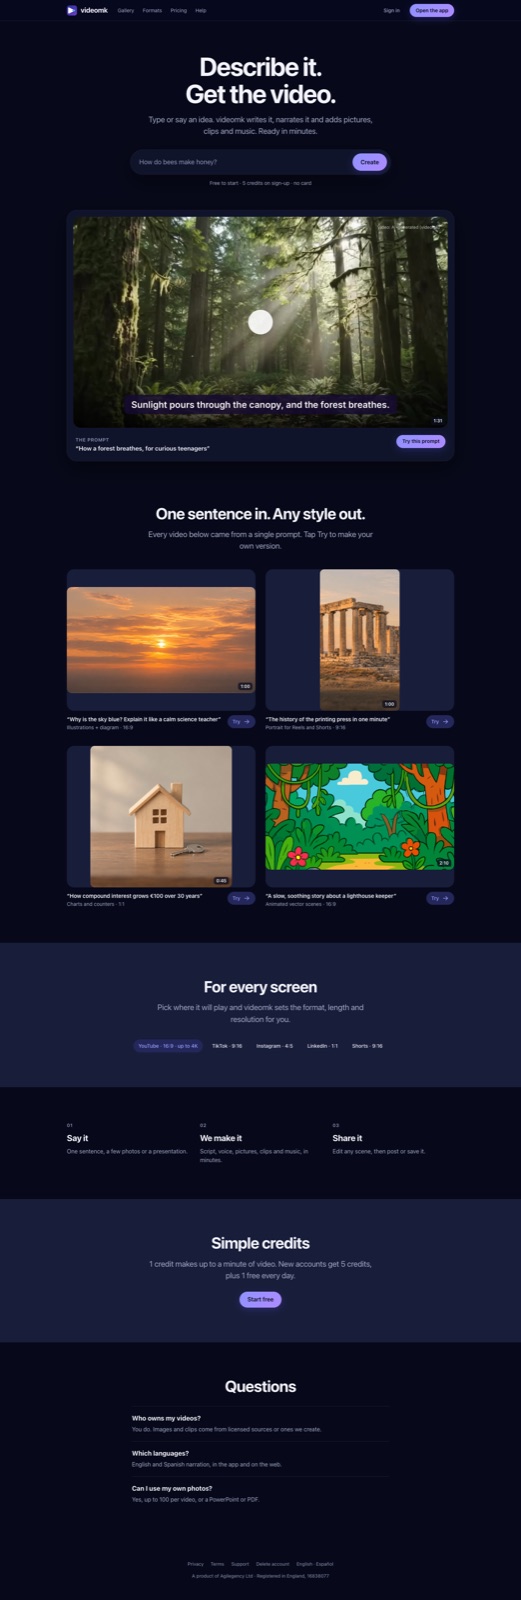 videomk
Gallery
Formats
Pricing
Help
Sign in
Open the app
Describe it.
Get the video.
Type or say an idea. videomk writes it, narrates it and adds pictures,
clips and music. Ready in minutes.
How do bees make honey?
Create
Free to start · 5 credits on sign-up · no card
Sunlight pours through the canopy, and the forest breathes.
1:31
THE PROMPT
“How a forest breathes, for curious teenagers”
Try this prompt
One sentence in. Any style out.
Every video below came from a single prompt. Tap Try to make your
own version.
1:00
1:00
“Why is the sky blue? Explain it like a calm science teacher”
Illustrations + diagram · 16:9
Try →
“The history of the printing press in one minute”
Portrait for Reels and Shorts · 9:16
Try →
0:45
2:10
“How compound interest grows €100 over 30 years”
Charts and counters · 1:1
Try →
“A slow, soothing story about a lighthouse keeper”
Animated vector scenes · 16:9
Try →
For every screen
Pick where it will play and videomk sets the format, length and
resolution for you.
YouTube · 16:9 · up to 4K
TikTok · 9:16
Instagram · 4:5
LinkedIn · 1:1
Shorts · 9:16
01
Say it
One sentence, a few photos or a presentation.
02
We make it
Script, voice, pictures, clips and music, in
minutes.
03
Share it
Edit any scene, then post or save it.
Simple credits
1 credit makes up to a minute of video. New accounts get 5 credits,
plus 1 free every day.
Start free
Questions
Who owns my videos?
You do. Images and clips come from licensed sources or ones we create.
Which languages?
English and Spanish narration, in the app and on the web.
Can I use my own photos?
Yes, up to 100 per video, or a PowerPoint or PDF.
Privacy
Terms
Support
Delete account
English · Español
A product of Agilegency Ltd · Registered in England, 16638077